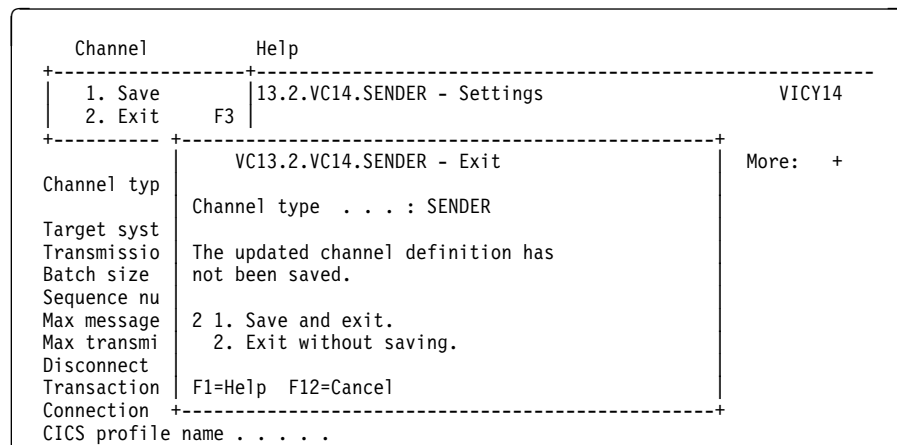 Channel Help
+------------------+----------------------------------------------------------
| 1. Save |13.2.VC14.SENDER - Settings VICY14
| 2. Exit F3 |
+---------- +--------------------------------------------------+
| VC13.2.VC14.SENDER - Exit | More: +
Channel typ |
| Channel type . . . : SENDER |
Target syst |
Transmissio | The updated channel definition has |
Batch size | not been saved. |
Sequence nu |
Max message | 2 1. Save and exit. |
Max transmi | 2. Exit without saving. |
Disconnect |
Transaction | F1=Help F12=Cancel |
Connection +--------------------------------------------------+
CICS profile name . . . . .